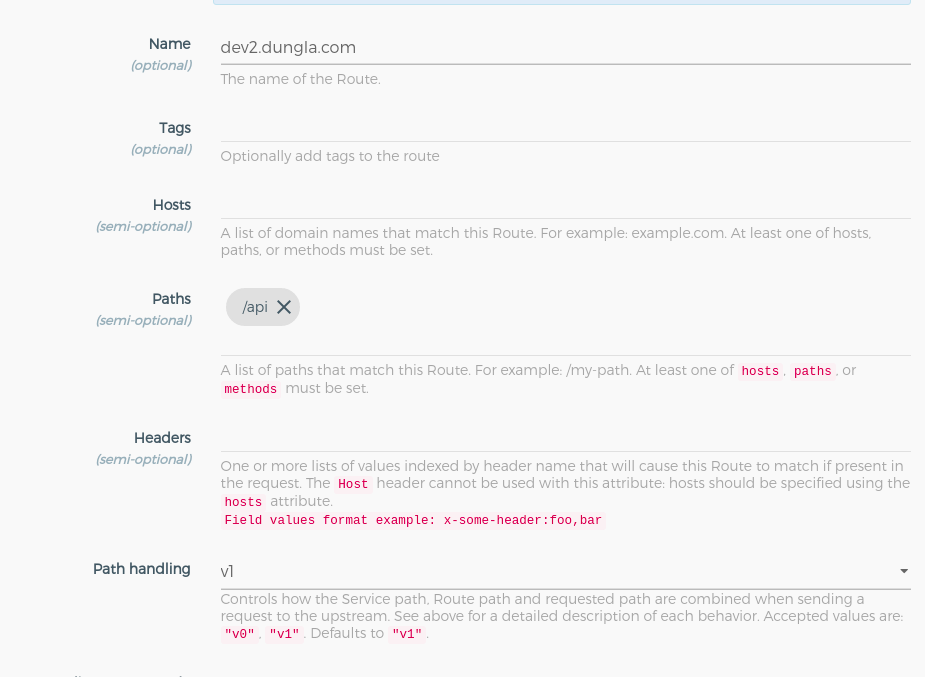 Name
(optional)
dev2.dungla.com
The name of the Route.
Tags
(optional)
Optionally add tags to the route
Hosts
(semi-optional)
A list of domain names that match this Route. For example: example.com. At least one of hosts,
paths, or methods must be set.
Paths
(semi-optional)
/api
A list of paths that match this Route. For example: /my-path. At least one of hosts, paths, or
methods must be set.
Headers
(semi-optional)
One or more lists of values indexed by header name that will cause this Route to match if present in
the request. The Host header cannot be used with this attribute: hosts should be specified using the
hosts attribute.
Field values format example: x-some-header:foo,bar
Path handling
v1
Controls how the Service path, Route path and requested path are combined when sending a
request to the upstream. See above for a detailed description of each behavior. Accepted values are:
"v0", "v1". Defaults to "v1".